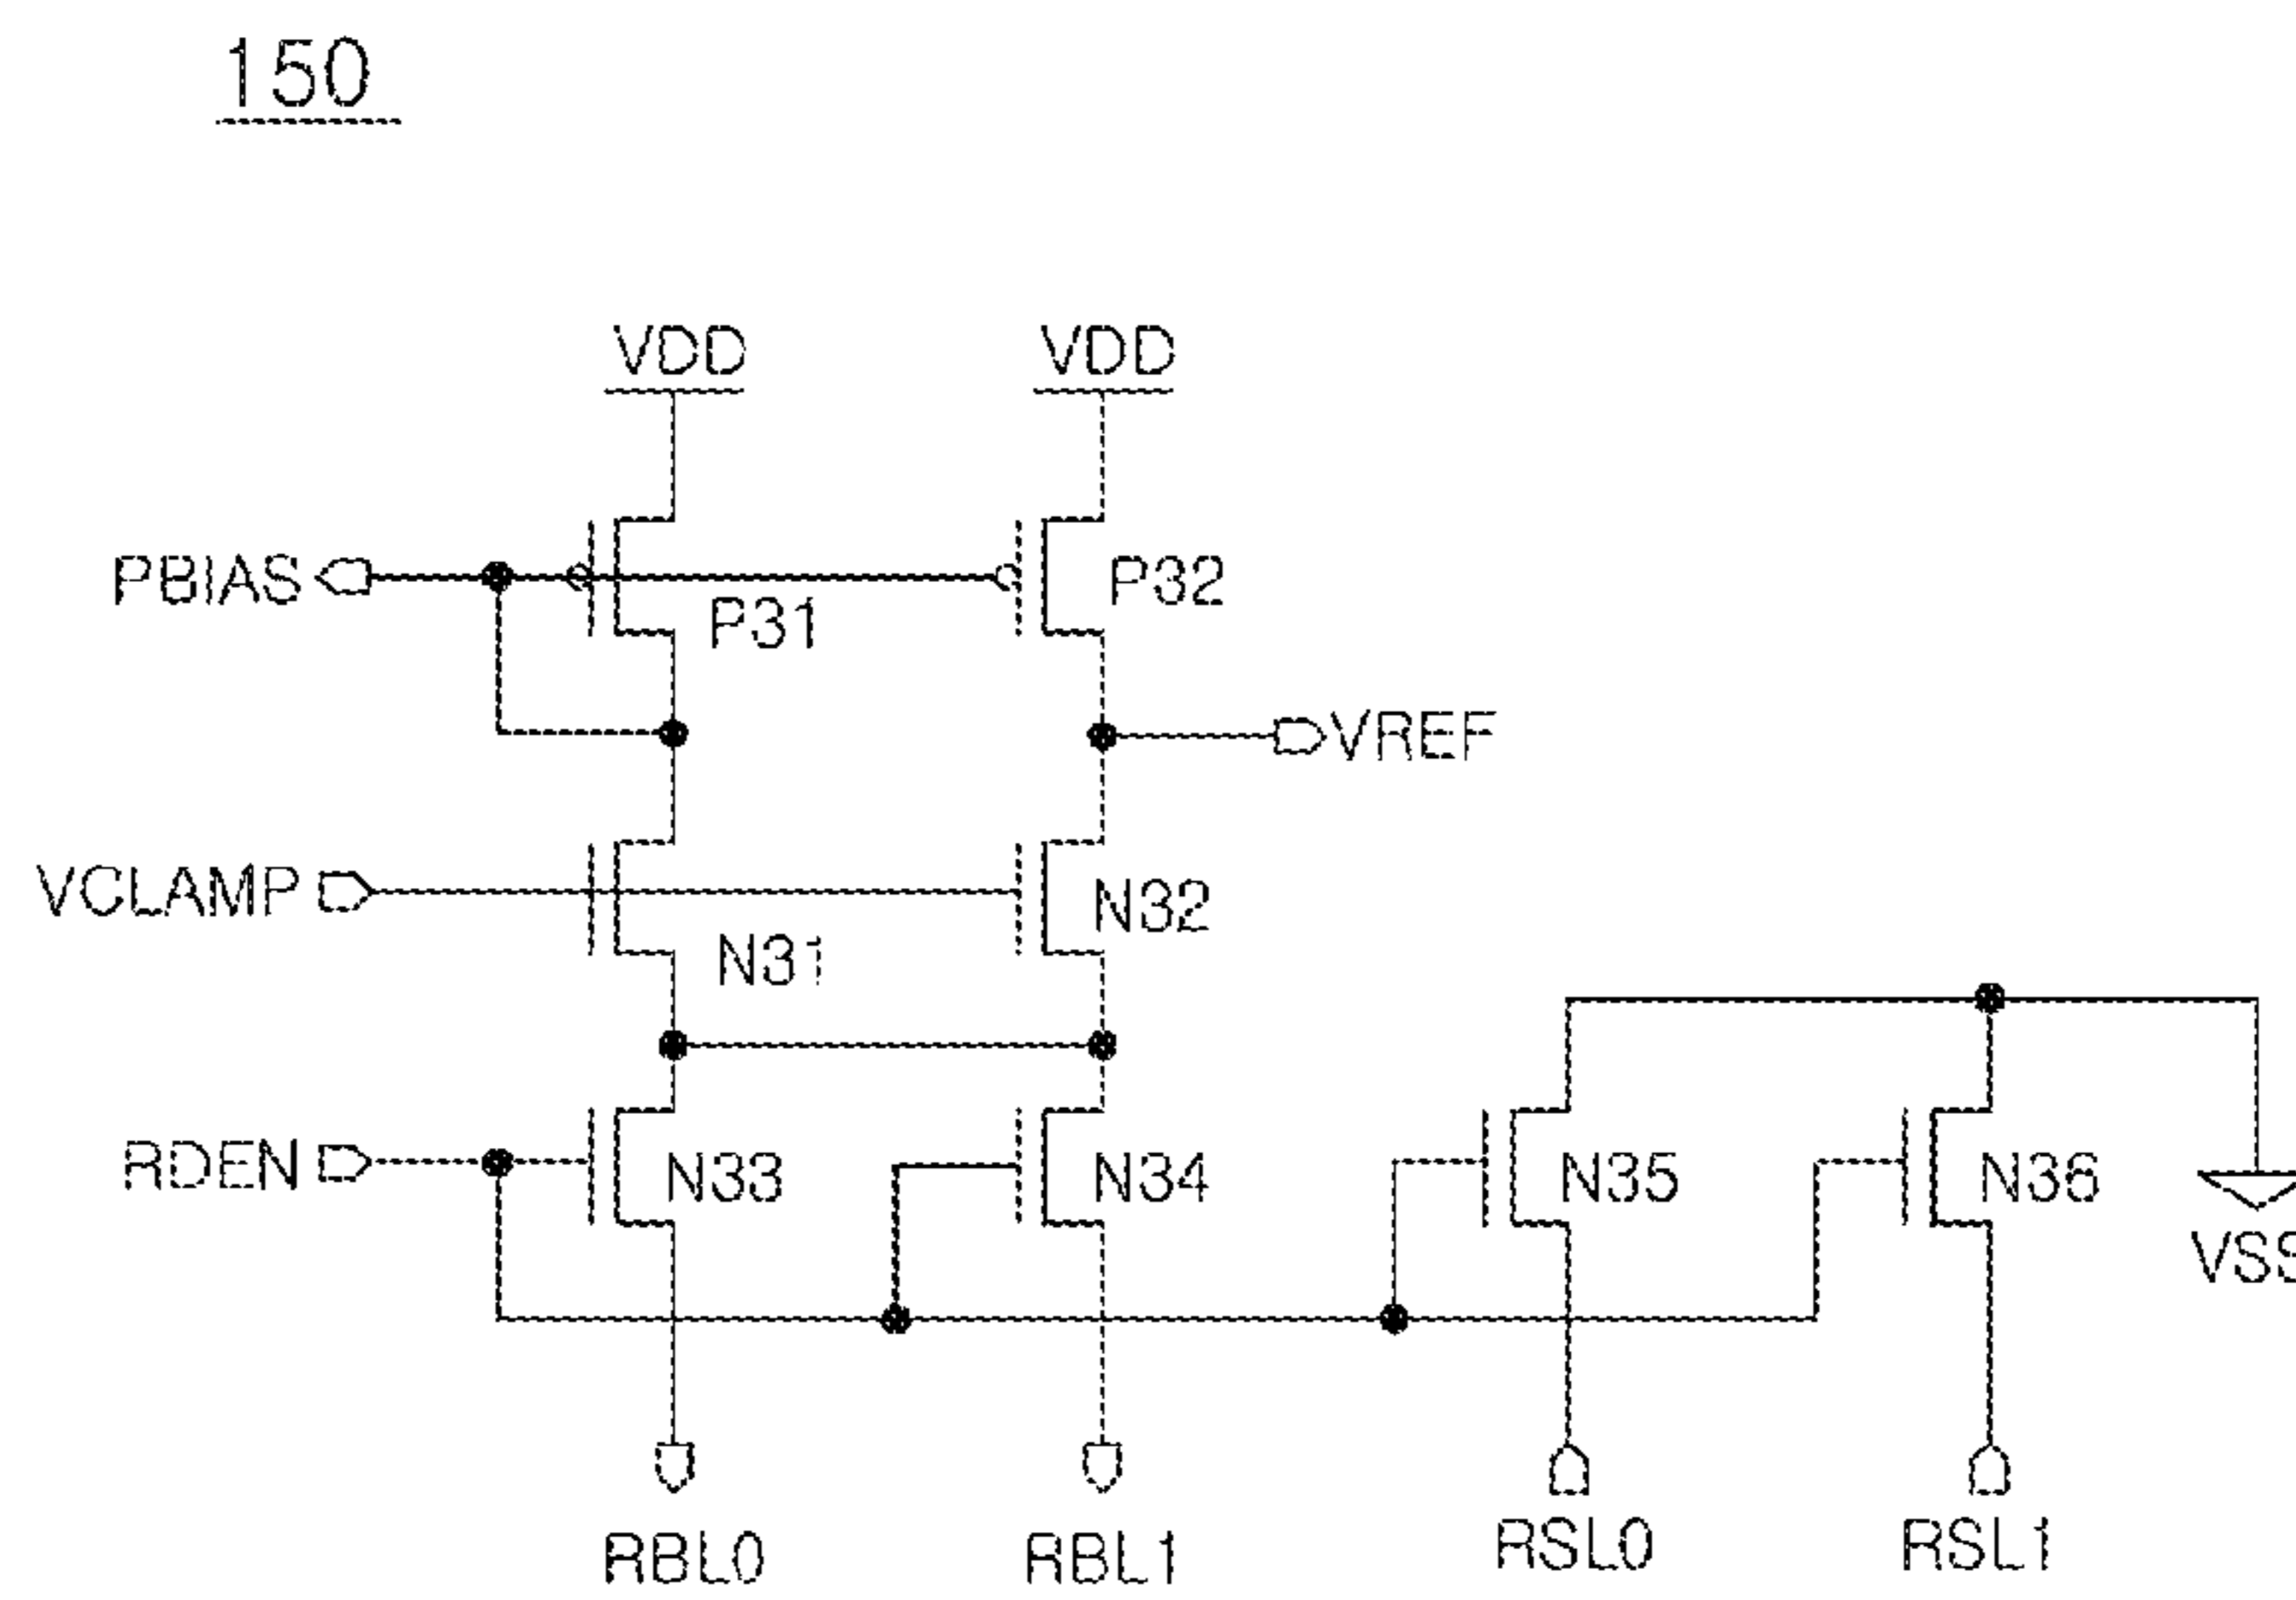 150
VDD VDD
PBIAS P32
P31
VREF
VCLAMP N32
N31
RDEN N33 N34 N35 N36
VSS
RBL0 RBL1 RSL0 RSL1